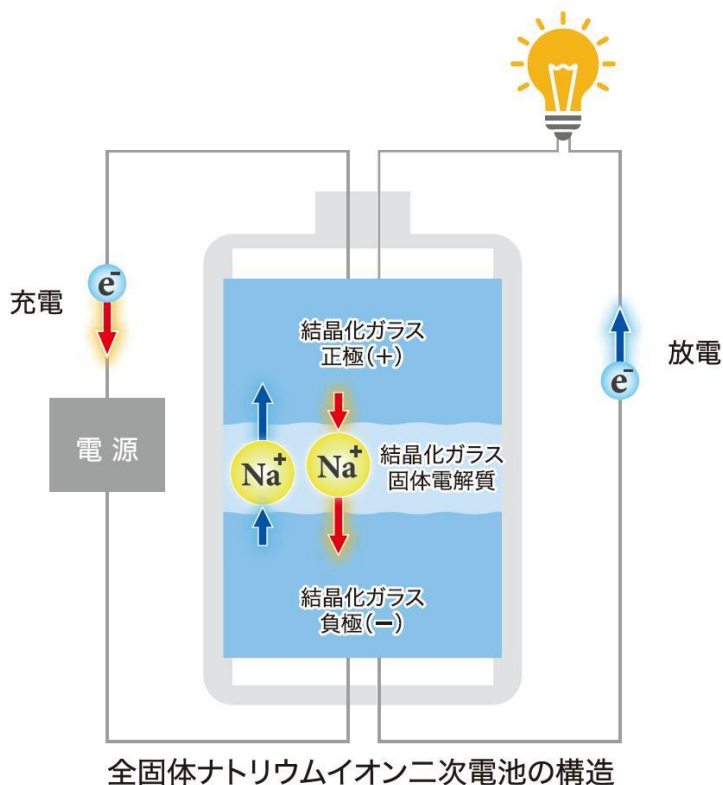 充電
e⁻
電源
結晶化ガラス
正極(+)
Na⁺
Na⁺
結晶化ガラス
固体電解質
結晶化ガラス
負極(−)
e⁻
放電
全固体ナトリウムイオン二次電池の構造